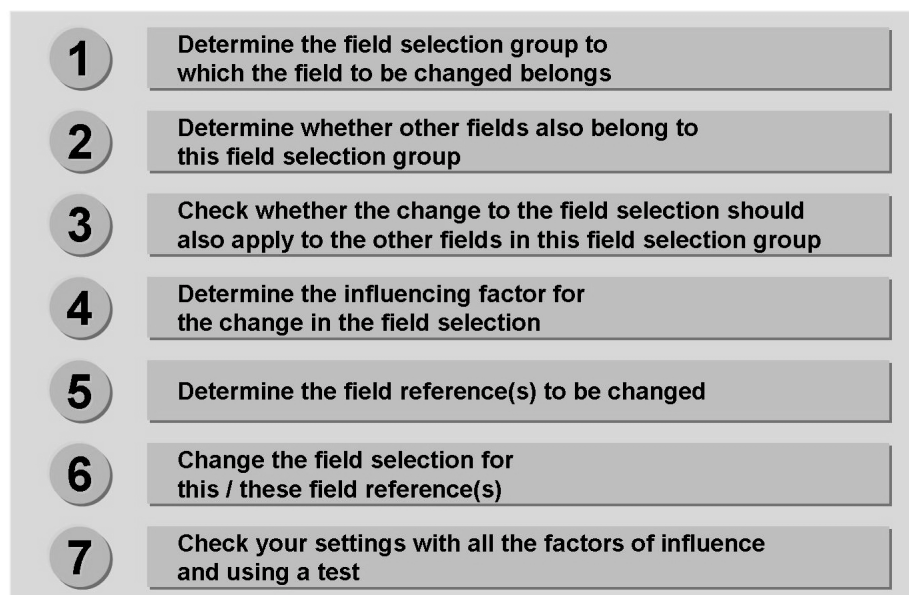 1
Determine the field selection group to
which the field to be changed belongs
2
Determine whether other fields also belong to
this field selection group
3
Check whether the change to the field selection should
also apply to the other fields in this field selection group
4
Determine the influencing factor for
the change in the field selection
5
Determine the field reference(s) to be changed
6
Change the field selection for
this / these field reference(s)
7
Check your settings with all the factors of influence
and using a test